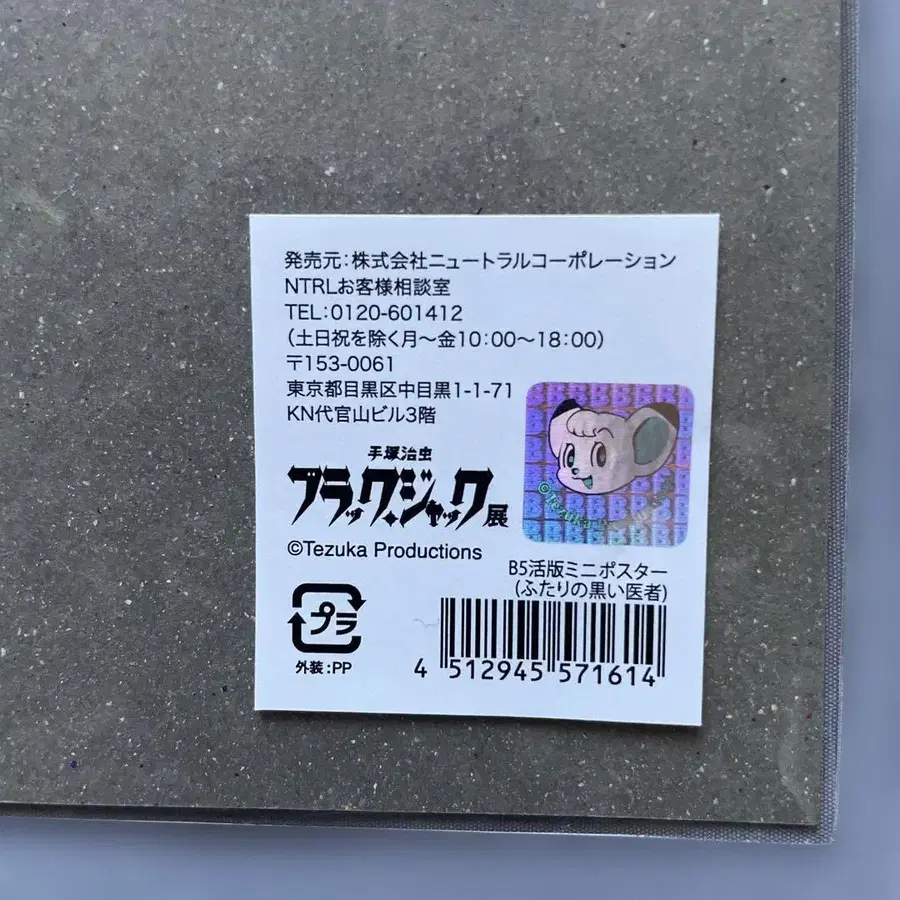 発売元:株式会社ニュートラルコーポレーション
NTRLお客様相談室
TEL:0120-601412
(土日祝を除く月〜金10:00〜18:00)
〒153-0061
東京都目黒区中目黒1-1-71
KN代官山ビル3階
手塚治虫
ブラック・ジャック展
©Tezuka Productions
©Tezuka
B5活版ミニポスター
(ふたりの黒い医者)
プラ
外装:PP
4 512945 571614